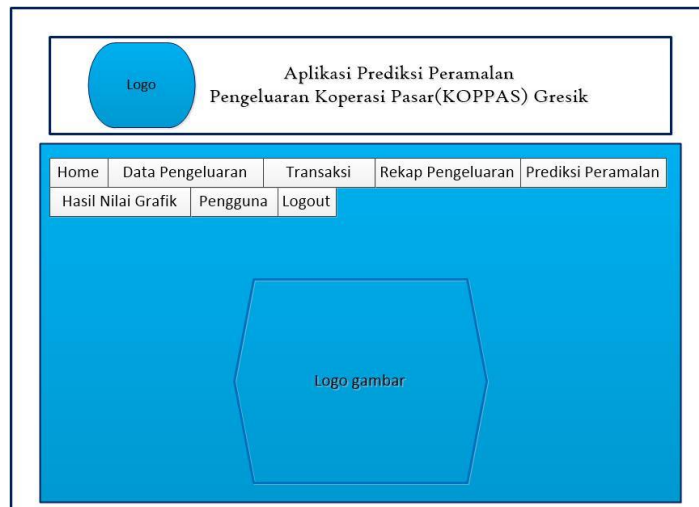 Logo
Aplikasi Prediksi Peramalan
Pengeluaran Koperasi Pasar(KOPPAS) Gresik
Home Data Pengeluaran Transaksi Rekap Pengeluaran Prediksi Peramalan
Hasil Nilai Grafik Pengguna Logout
Logo gambar